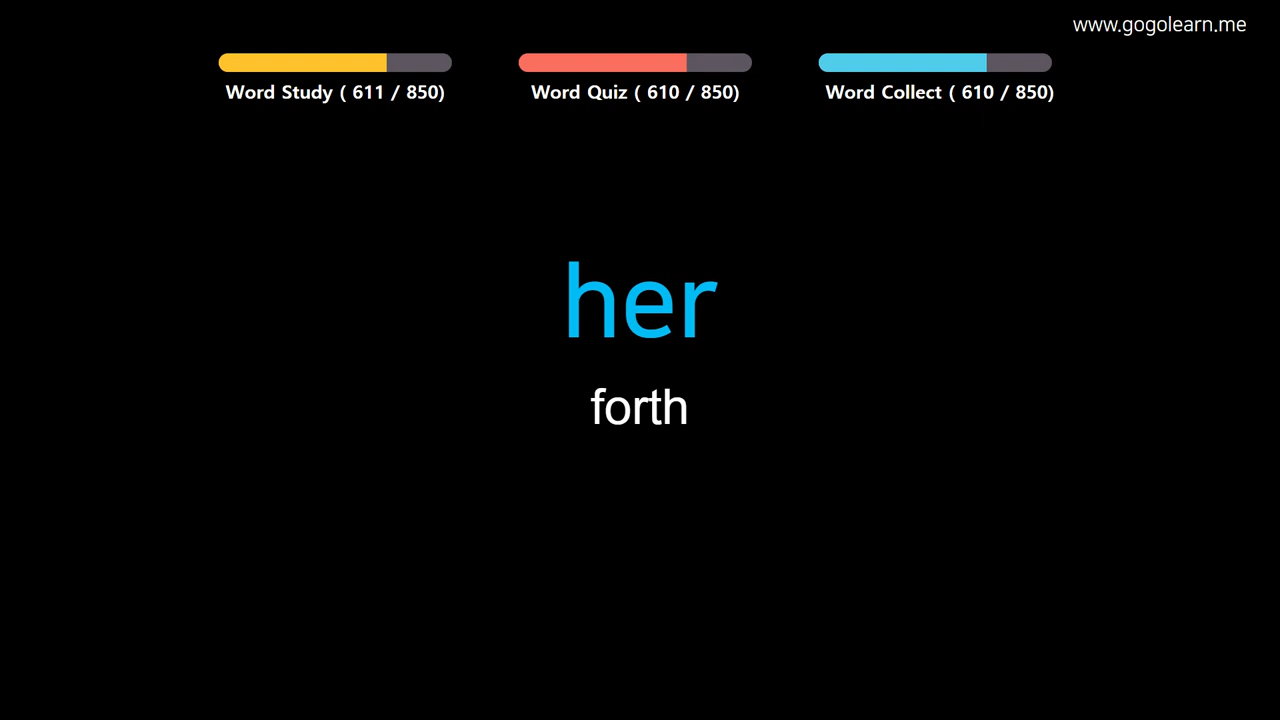 www.gogolearn.me
Word Study ( 611 / 850)
Word Quiz ( 610 / 850)
Word Collect ( 610 / 850)
her
forth